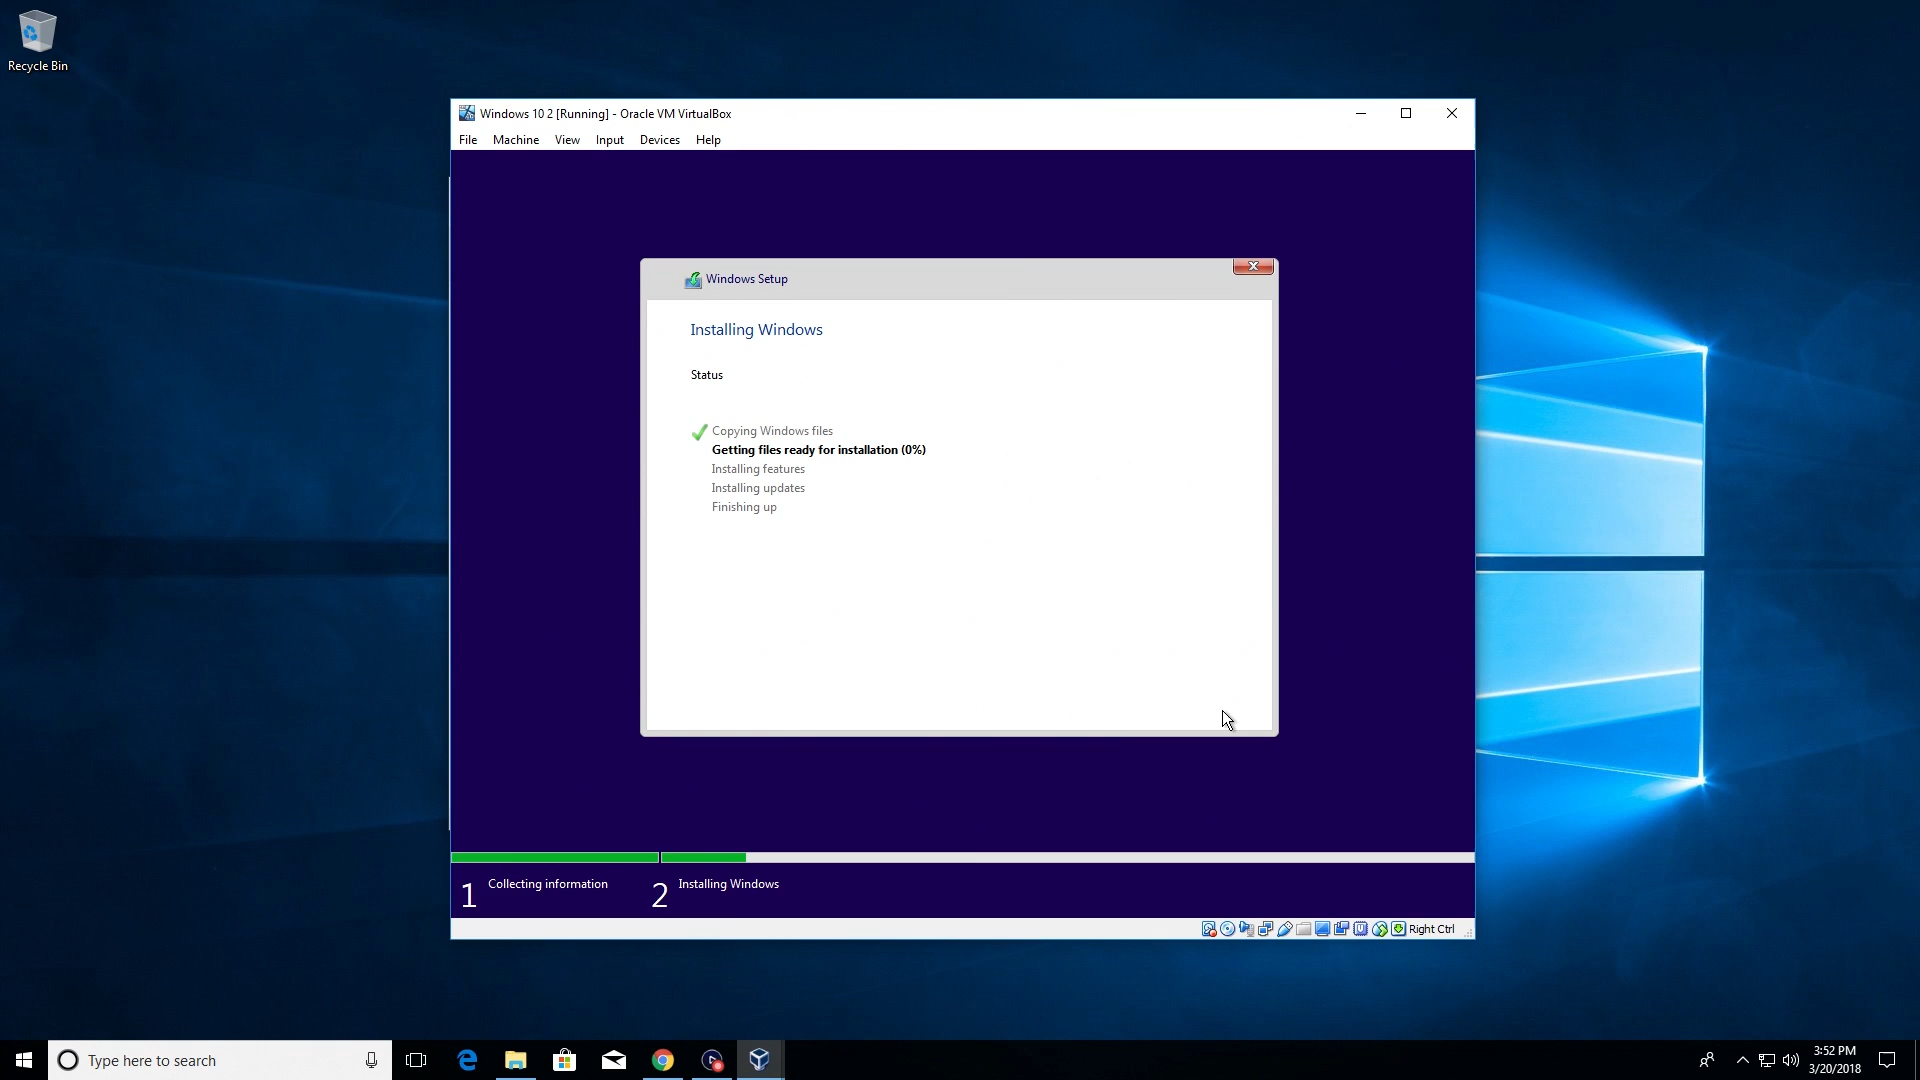 Recycle Bin
Windows 10 2 [Running] - Oracle VM VirtualBox
File Machine View Input Devices Help
Windows Setup
Installing Windows
Status
Copying Windows files
Getting files ready for installation (0%)
Installing features
Installing updates
Finishing up
1 Collecting information 2 Installing Windows
Right Ctrl
Type here to search
3:52 PM
3/20/2018